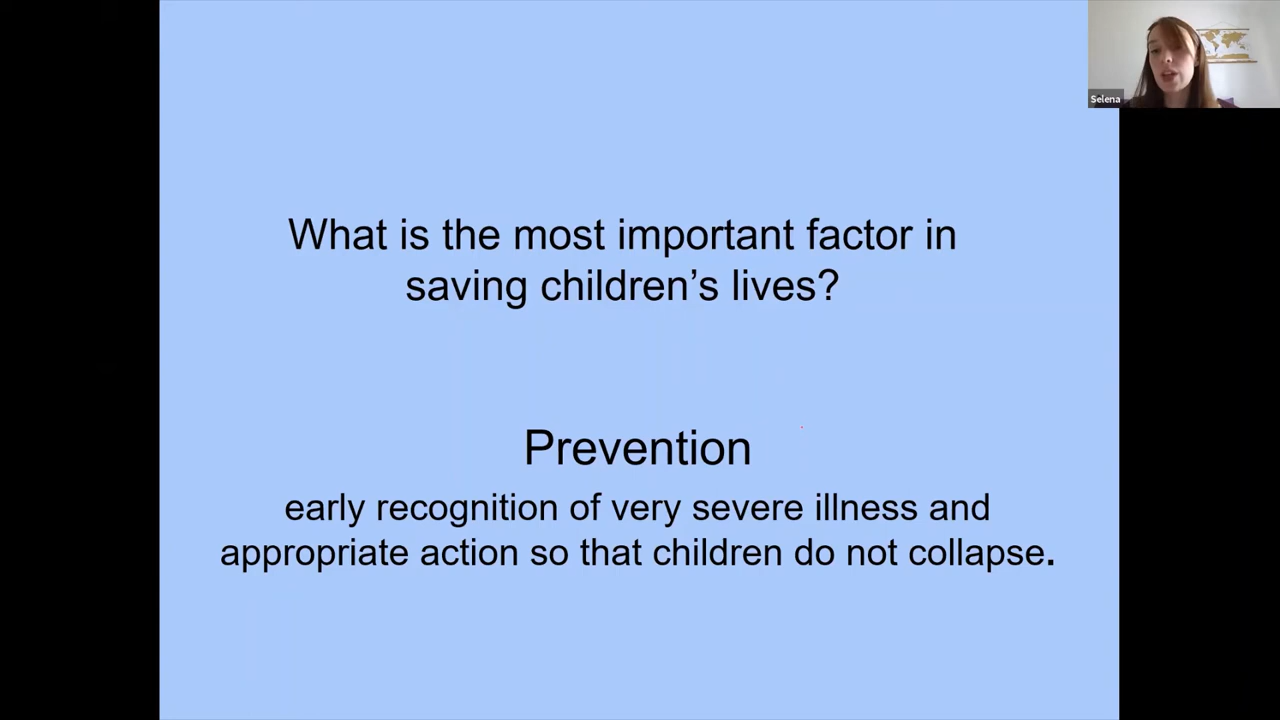 Selena
What is the most important factor in
saving children’s lives?
Prevention
early recognition of very severe illness and
appropriate action so that children do not collapse.